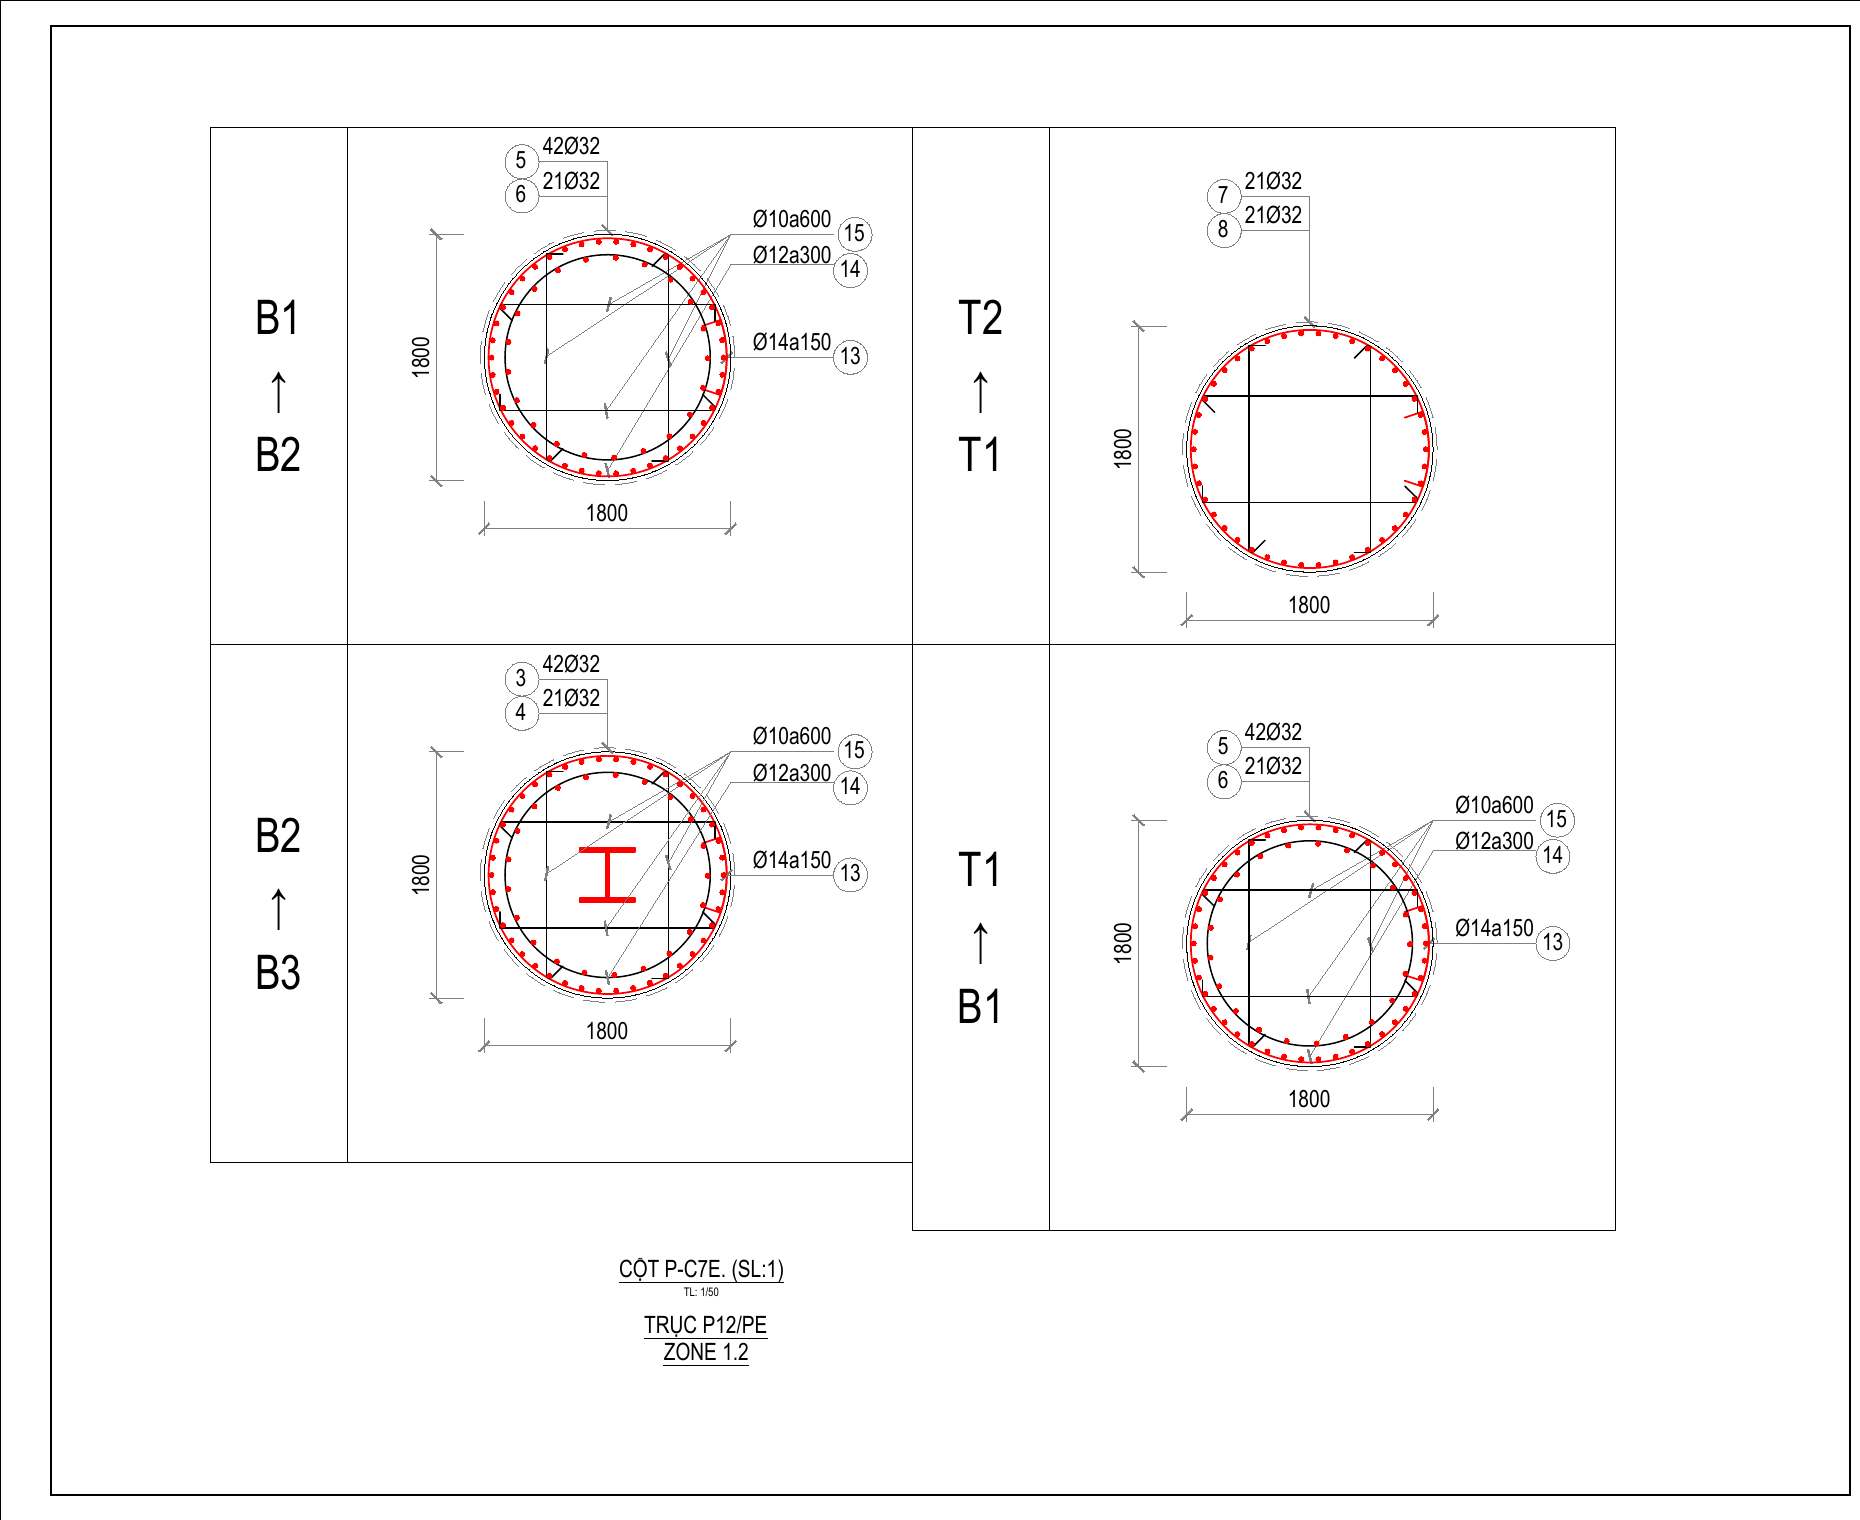 B1
↑
B2
5 42Ø32
6 21Ø32
Ø10a600 15
Ø12a300 14
Ø14a150 13
1800
1800
T2
↑
T1
7 21Ø32
8 21Ø32
1800
1800
B2
↑
B3
3 42Ø32
4 21Ø32
Ø10a600 15
Ø12a300 14
Ø14a150 13
1800
1800
T1
↑
B1
5 42Ø32
6 21Ø32
Ø10a600 15
Ø12a300 14
Ø14a150 13
1800
1800
CỘT P-C7E. (SL:1)
TL: 1/50
TRỤC P12/PE
ZONE 1.2